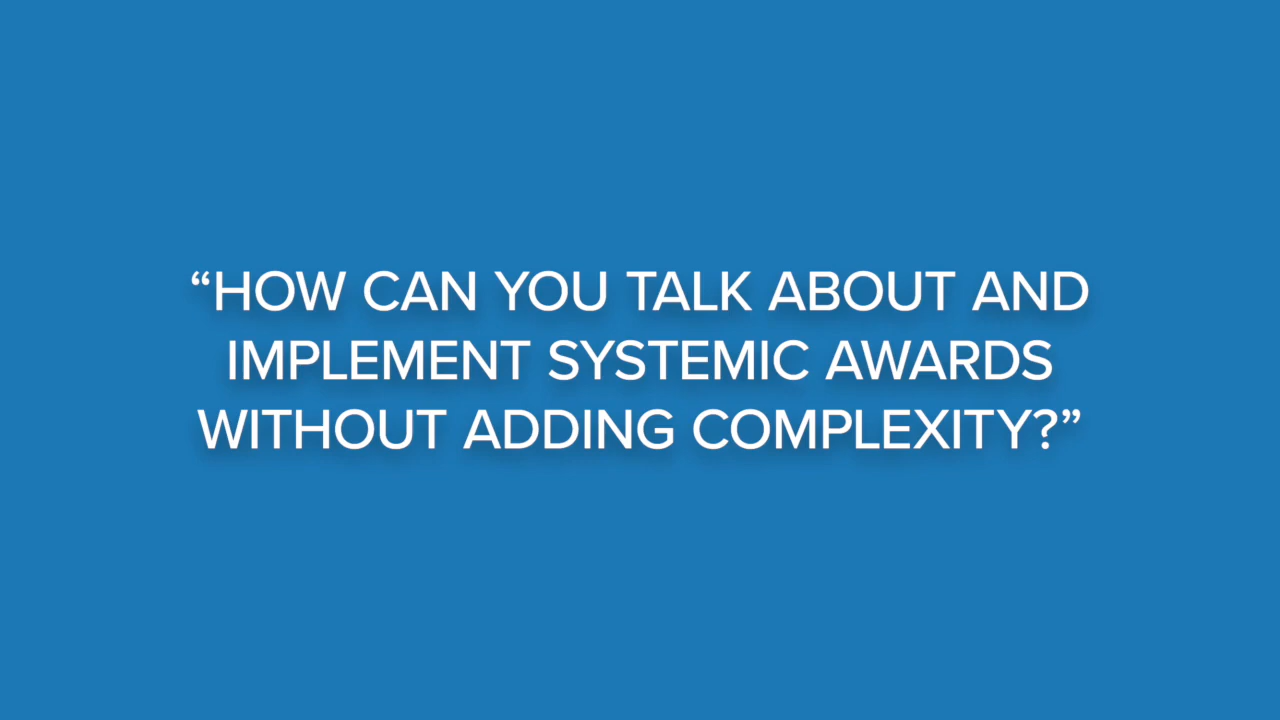 “HOW CAN YOU TALK ABOUT AND
IMPLEMENT SYSTEMIC AWARDS
WITHOUT ADDING COMPLEXITY?”